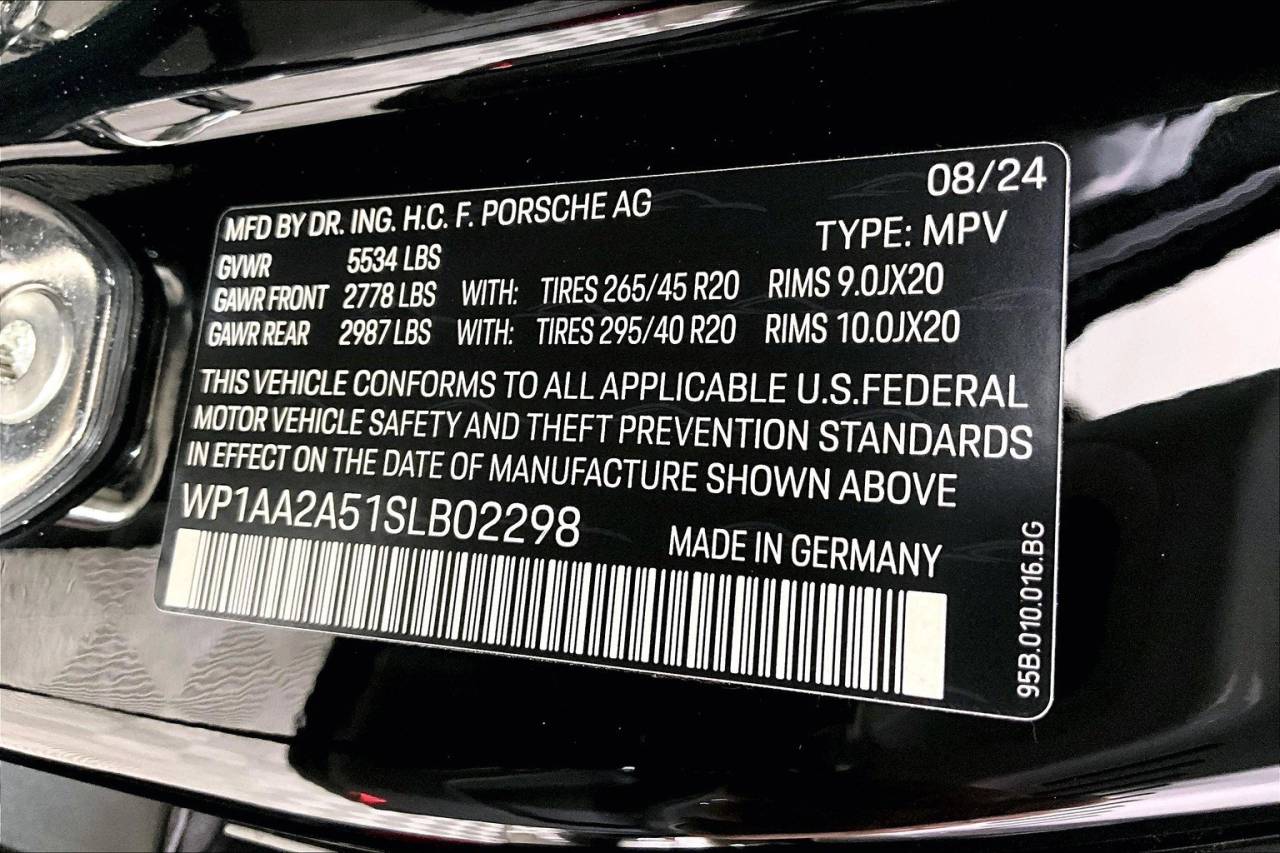 08/24
MFD BY DR. ING. H.C. F. PORSCHE AG
TYPE: MPV
GVWR 5534 LBS
GAWR FRONT 2778 LBS WITH: TIRES 265/45 R20 RIMS 9.0JX20
GAWR REAR 2987 LBS WITH: TIRES 295/40 R20 RIMS 10.0JX20
THIS VEHICLE CONFORMS TO ALL APPLICABLE U.S.FEDERAL
MOTOR VEHICLE SAFETY AND THEFT PREVENTION STANDARDS
IN EFFECT ON THE DATE OF MANUFACTURE SHOWN ABOVE
WP1AA2A51SLB02298
MADE IN GERMANY
95B.010.016.BG